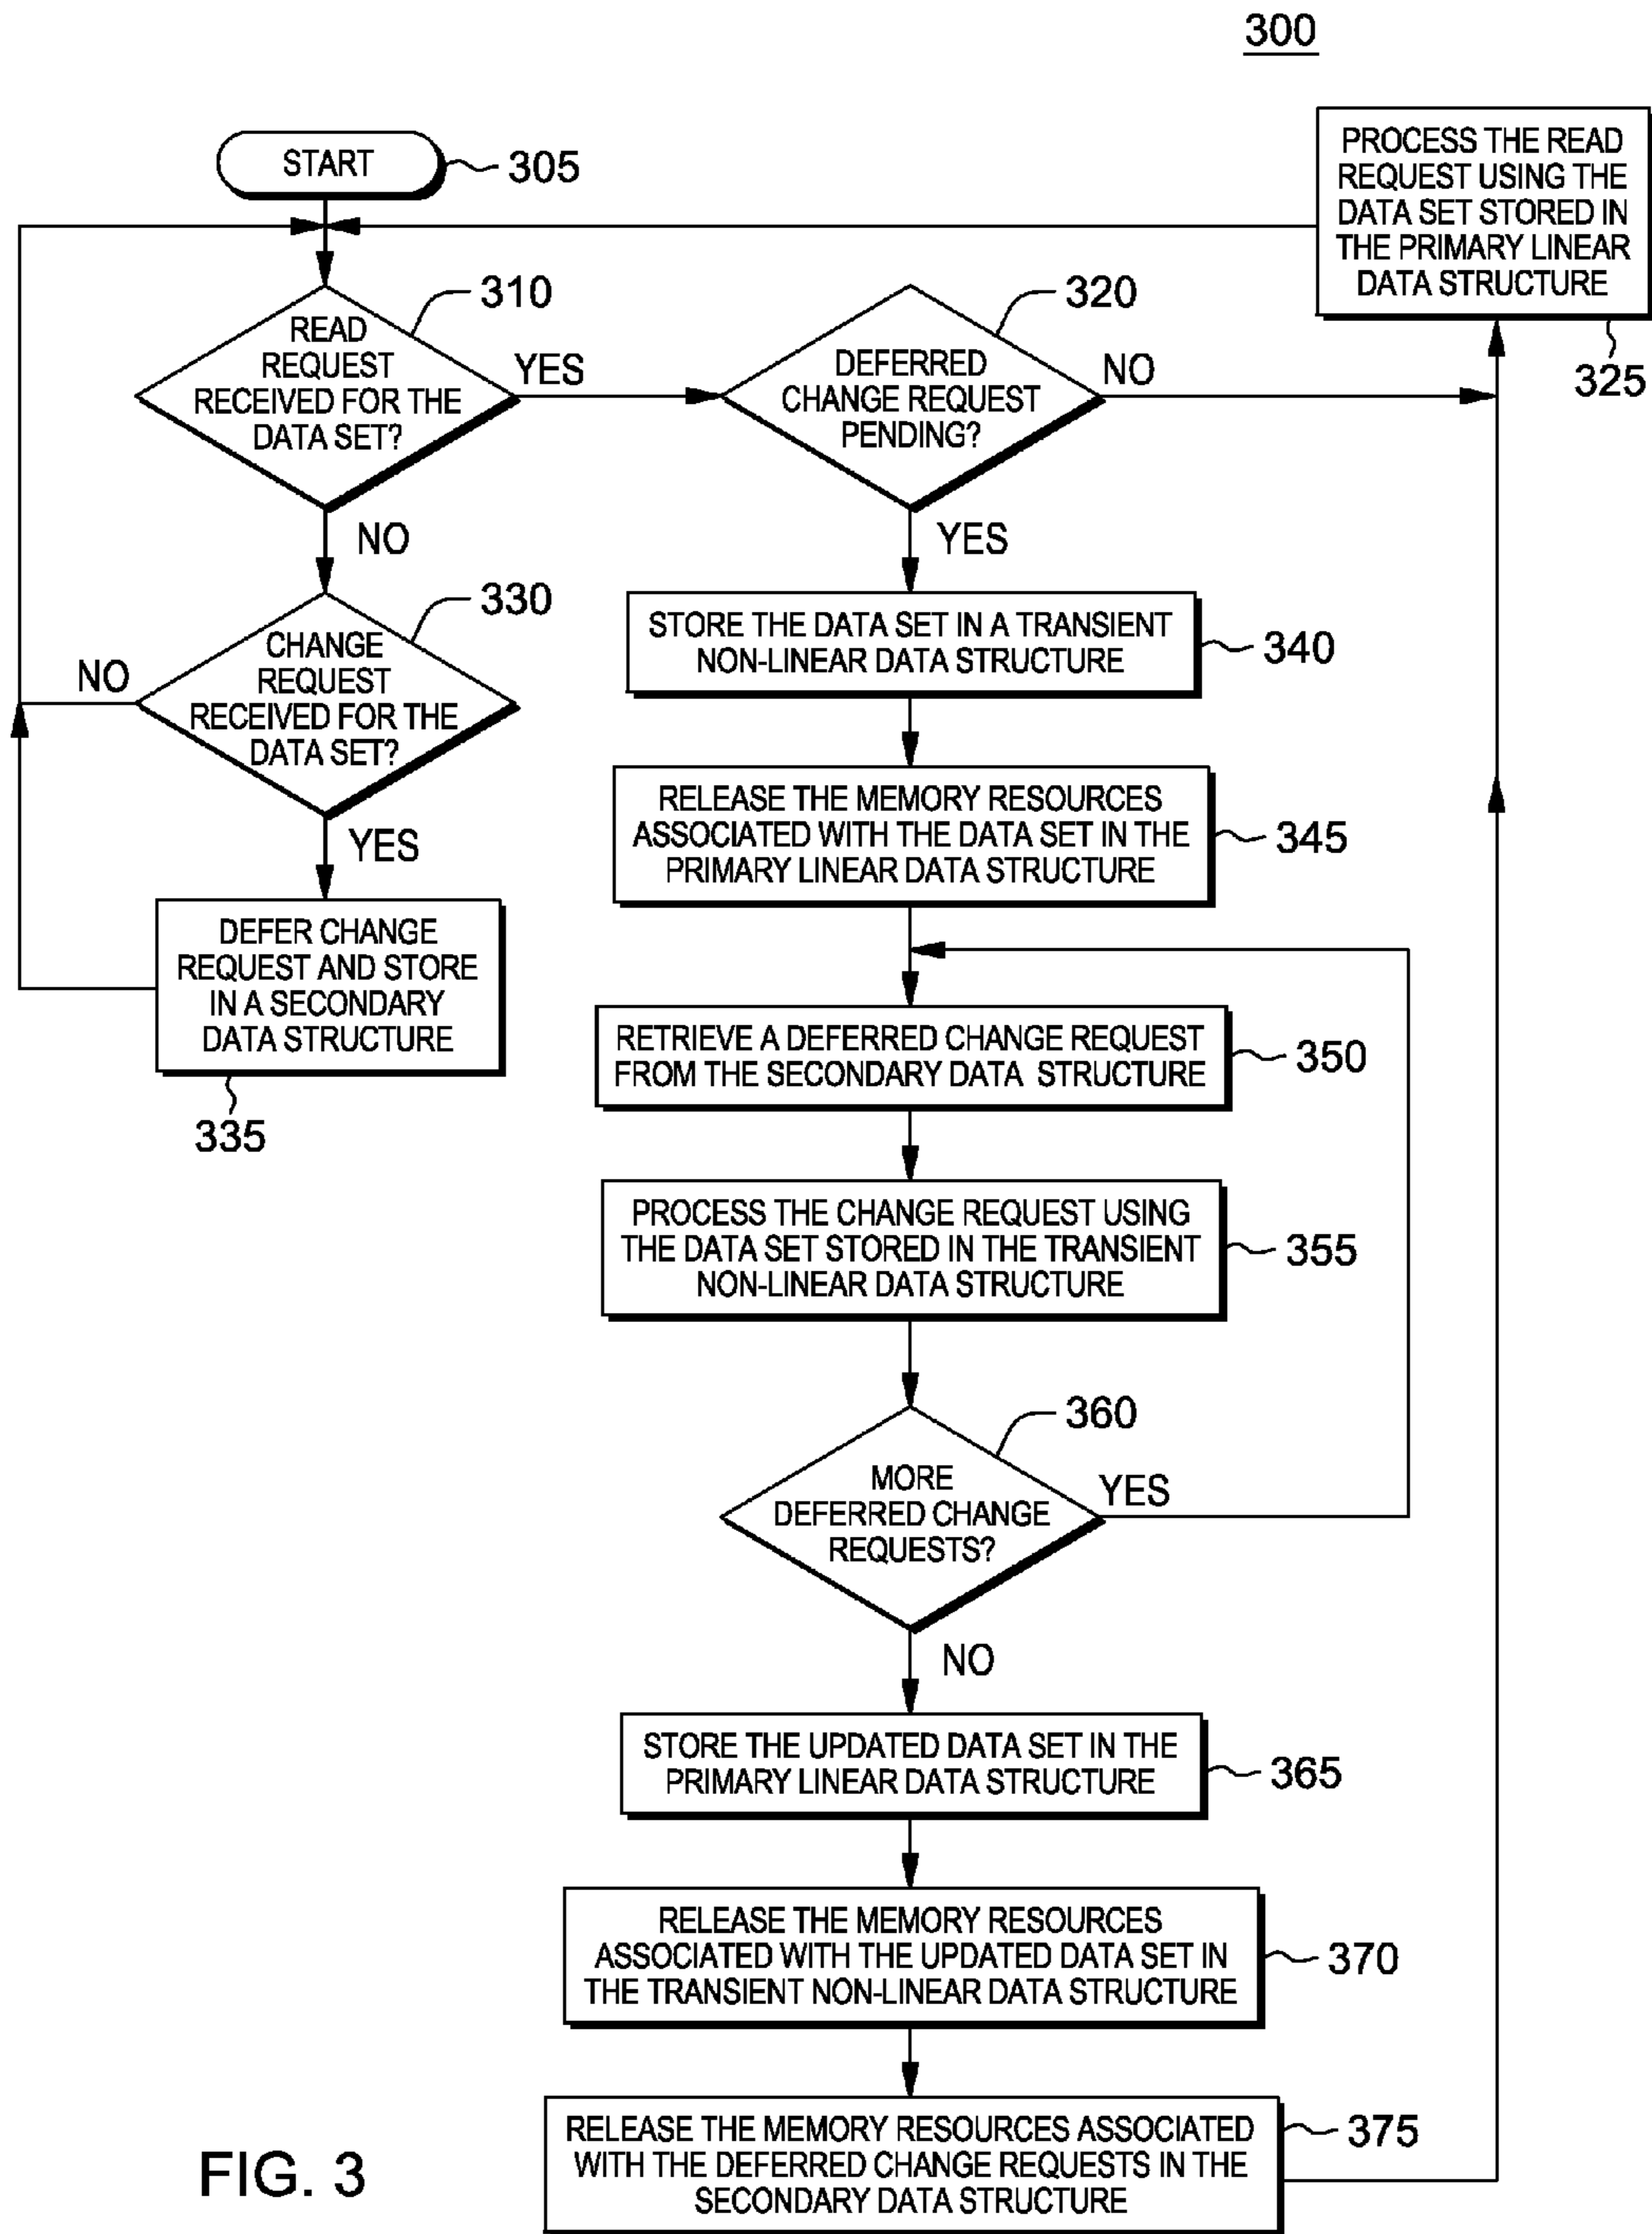 300
START
305
PROCESS THE READ
REQUEST USING THE
DATA SET STORED IN
THE PRIMARY LINEAR
DATA STRUCTURE
325
310
READ
REQUEST
RECEIVED FOR THE
DATA SET?
YES
NO
320
DEFERRED
CHANGE REQUEST
PENDING?
NO
YES
330
CHANGE
REQUEST
RECEIVED FOR THE
DATA SET?
NO
YES
DEFER CHANGE
REQUEST AND STORE
IN A SECONDARY
DATA STRUCTURE
335
STORE THE DATA SET IN A TRANSIENT
NON-LINEAR DATA STRUCTURE
340
RELEASE THE MEMORY RESOURCES
ASSOCIATED WITH THE DATA SET IN THE
PRIMARY LINEAR DATA STRUCTURE
345
RETRIEVE A DEFERRED CHANGE REQUEST
FROM THE SECONDARY DATA STRUCTURE
350
PROCESS THE CHANGE REQUEST USING
THE DATA SET STORED IN THE TRANSIENT
NON-LINEAR DATA STRUCTURE
355
360
MORE
DEFERRED CHANGE
REQUESTS?
YES
NO
STORE THE UPDATED DATA SET IN THE
PRIMARY LINEAR DATA STRUCTURE
365
RELEASE THE MEMORY RESOURCES
ASSOCIATED WITH THE UPDATED DATA SET IN
THE TRANSIENT NON-LINEAR DATA STRUCTURE
370
RELEASE THE MEMORY RESOURCES ASSOCIATED
WITH THE DEFERRED CHANGE REQUESTS IN THE
SECONDARY DATA STRUCTURE
375
FIG. 3